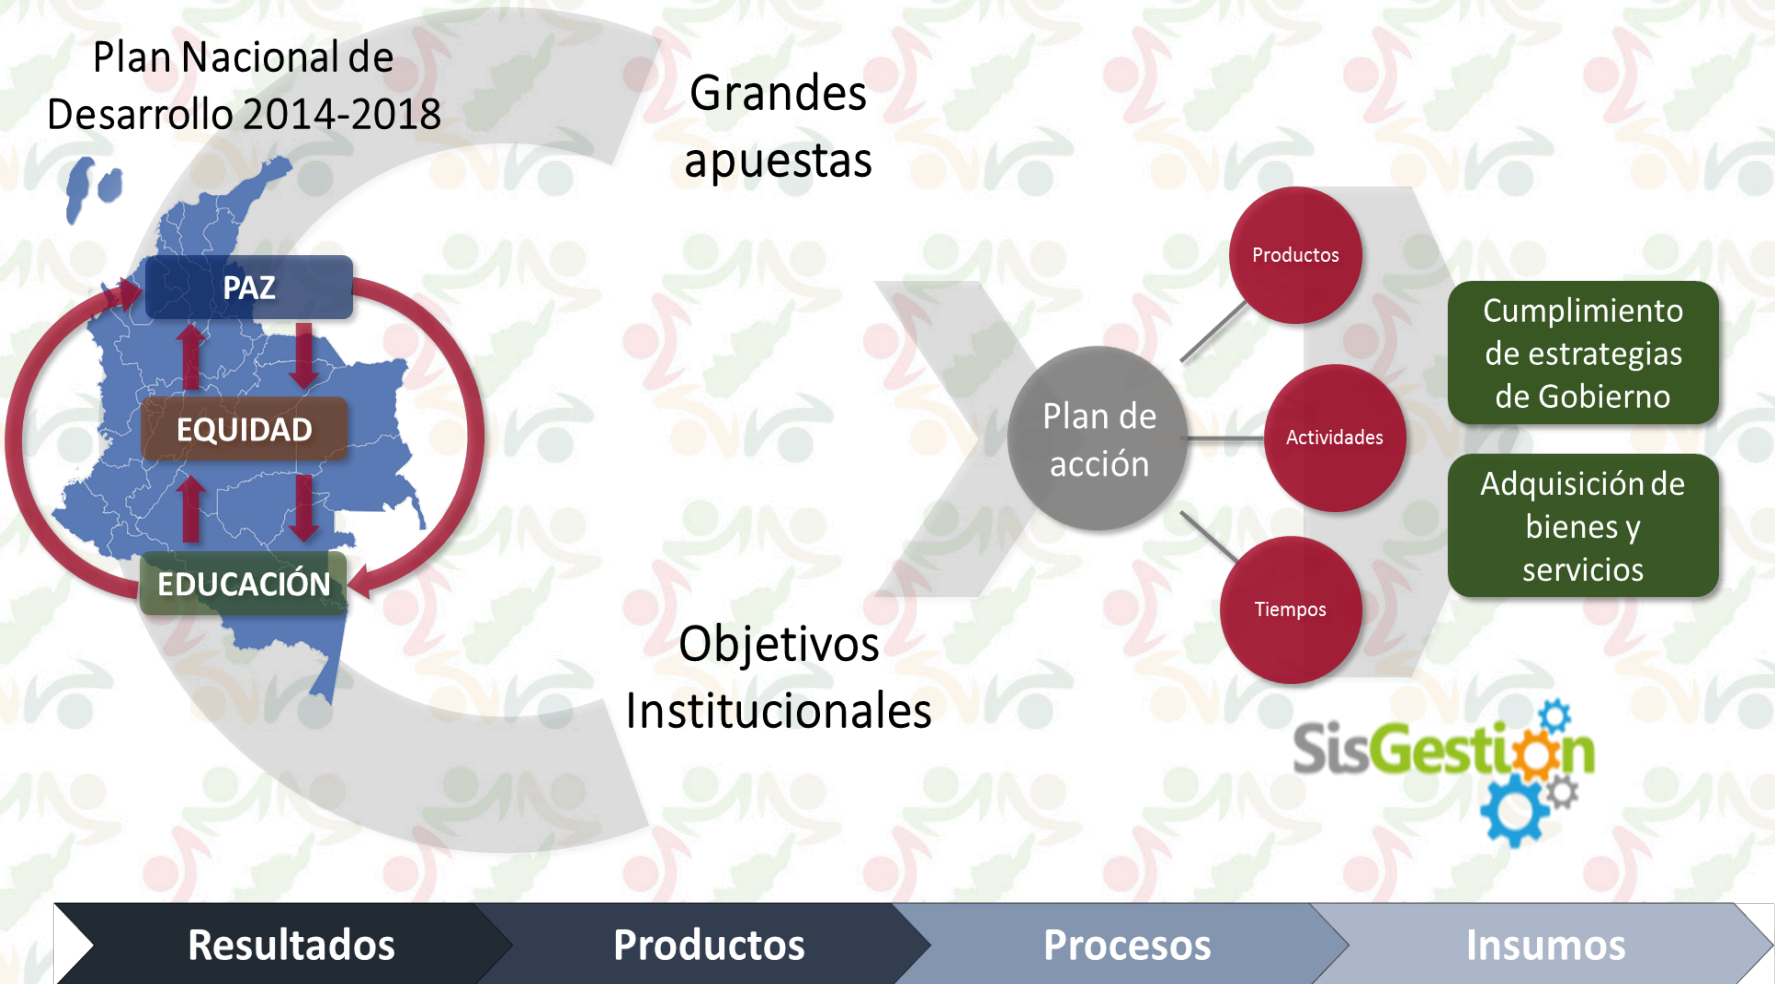 Plan Nacional de
Desarrollo 2014-2018
PAZ
EQUIDAD
EDUCACIÓN
Grandes
apuestas
Objetivos
Institucionales
Plan de
acción
Productos
Actividades
Tiempos
Cumplimiento
de estrategias
de Gobierno
Adquisición de
bienes y
servicios
SisGestión
Resultados
Productos
Procesos
Insumos